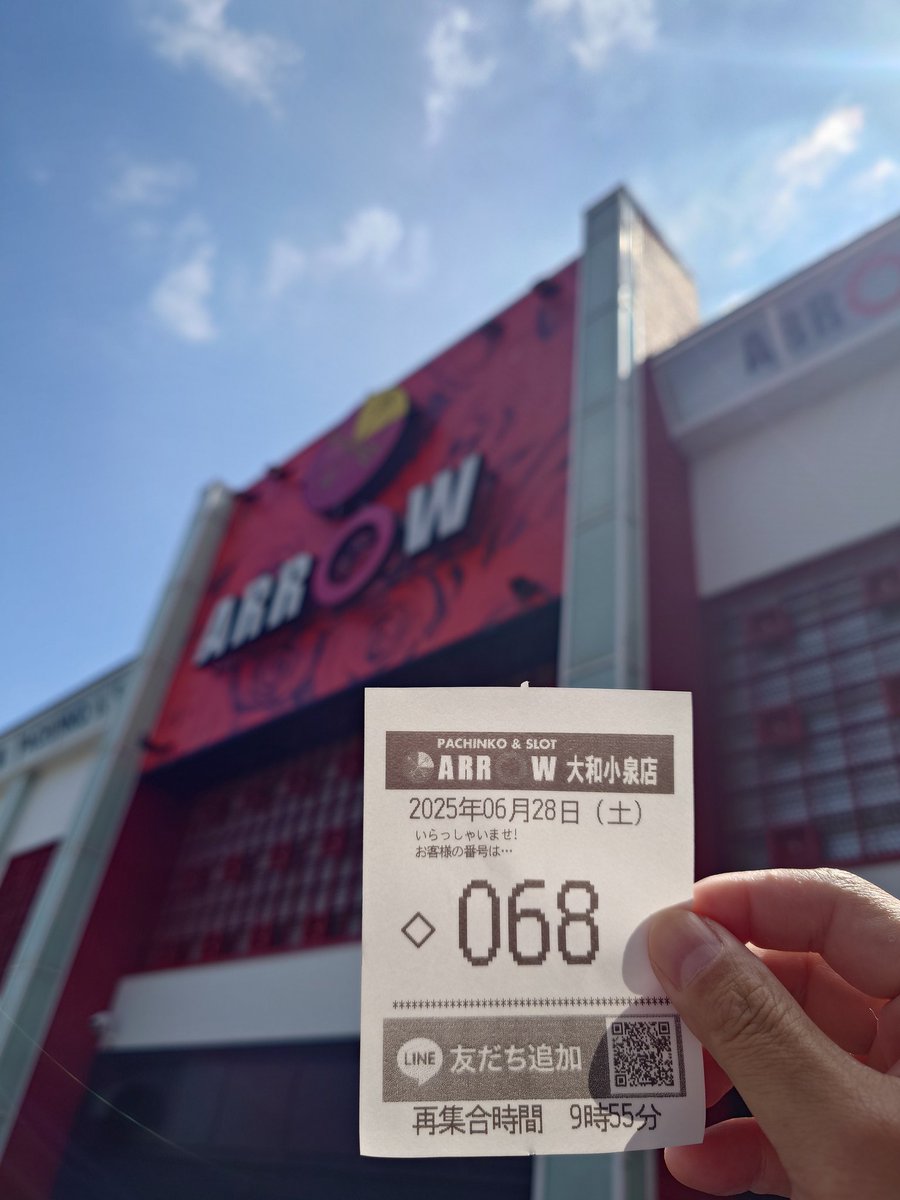 ARROW
ARRO
PACHINKO &
PACHINKO & SLOT
ARROW 大和小泉店
2025年06月28日（土）
いらっしゃいませ!
お客様の番号は…
◇ 068
LINE 友だち追加
再集合時間 9時55分